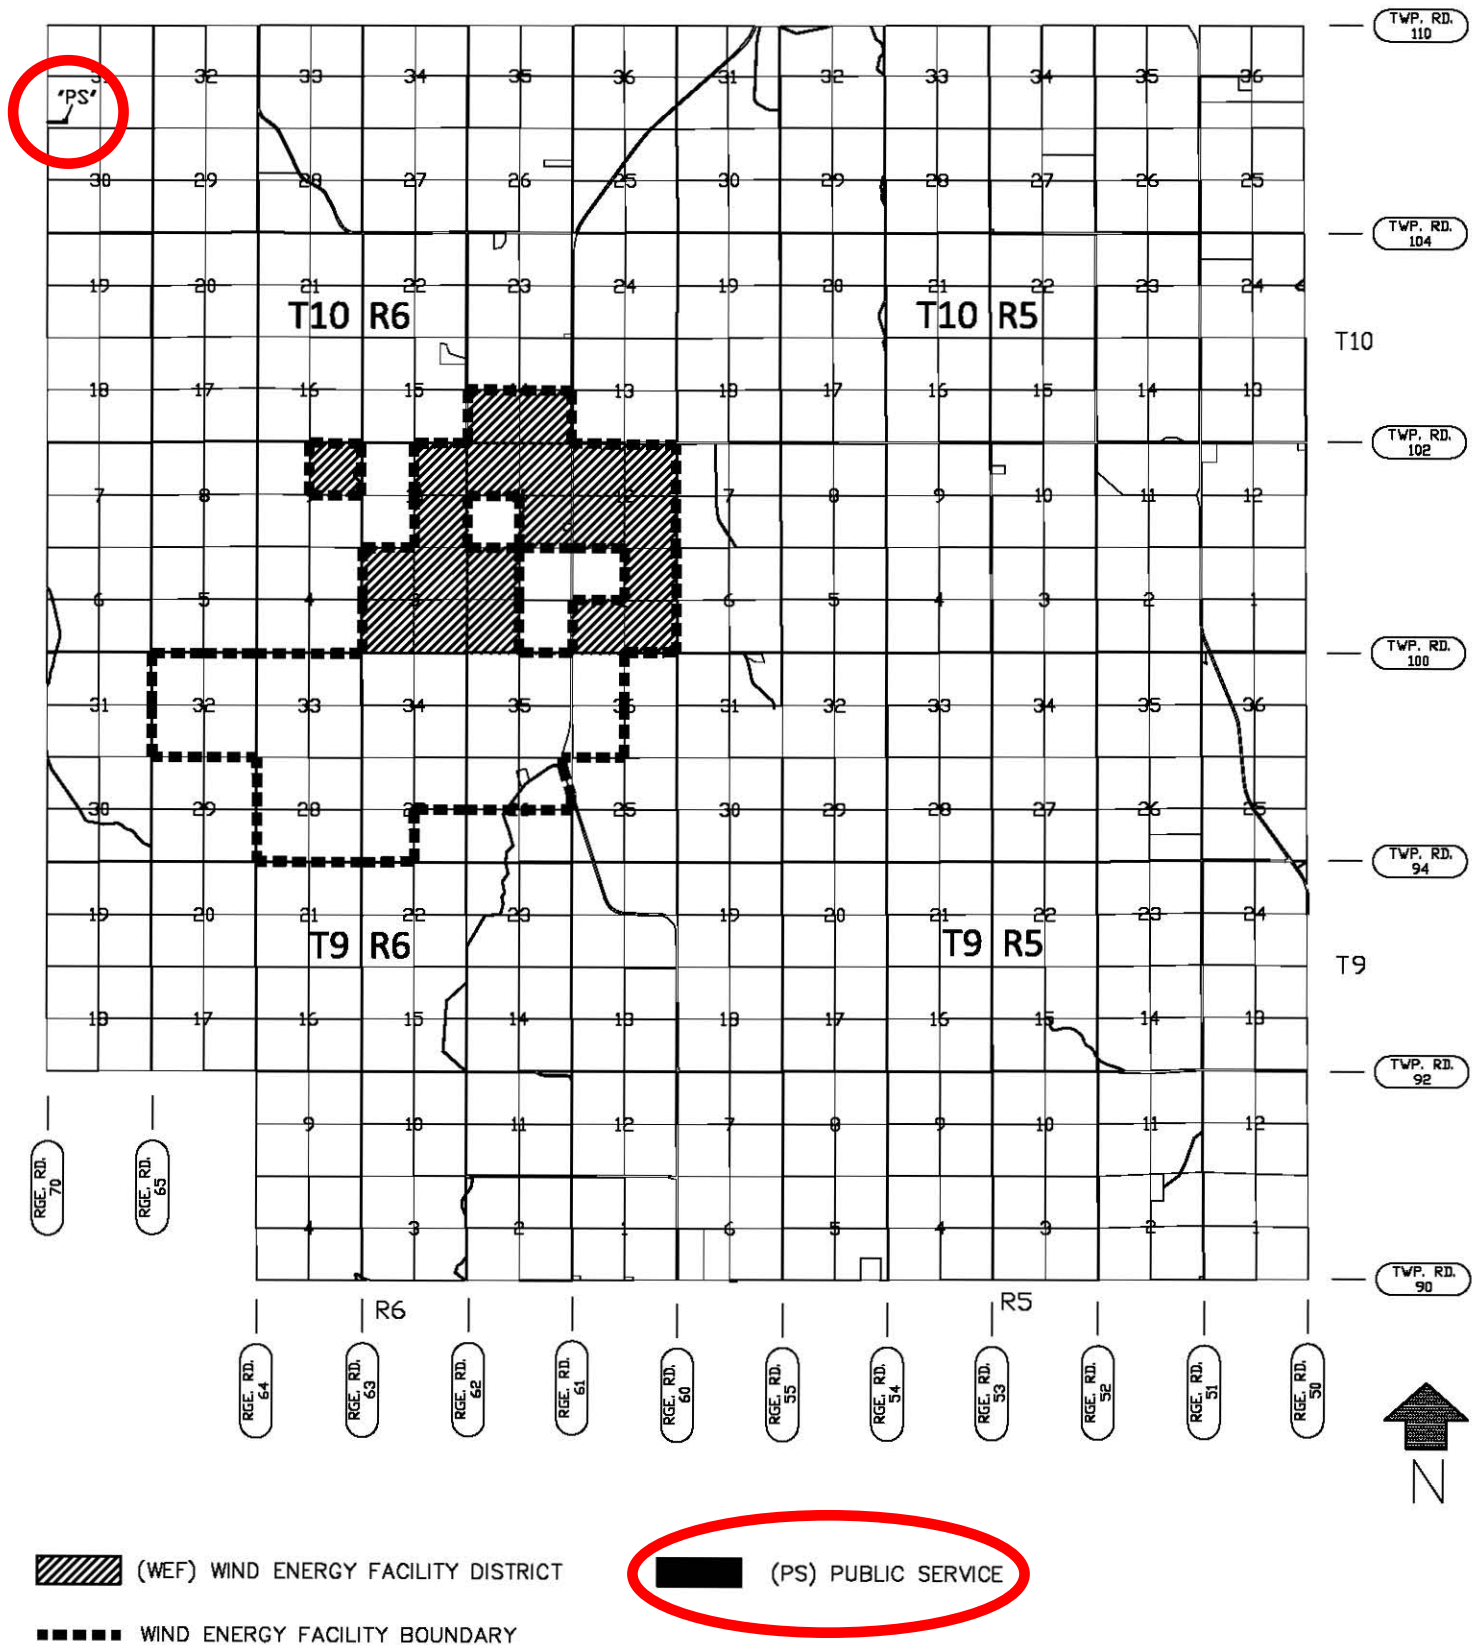 TWP. RD. 110
31 32 33 34 35 36 31 32 33 34 35 36
"PS"
30 29 28 27 26 25 30 29 28 27 26 25
TWP. RD. 104
19 20 21 22 23 24 19 20 21 22 23 24
T10 R6 T10 R5
T10
18 17 16 15 13 17 15 14 13
TWP. RD. 102
7 8 12 7 8 9 10 11 12
6 5 4 3 6 5 4 3 2 1
TWP. RD. 100
31 32 33 34 35 36 31 32 33 34 35 36
30 29 28 25 30 29 28 27 26 25
TWP. RD. 94
19 20 21 22 23 19 20 21 22 23 24
T9 R6 T9 R5
T9
18 17 16 15 14 13 18 17 15 14 13
TWP. RD. 92
9 10 11 12 7 8 9 10 11 12
RGE. RD. 70
RGE. RD. 65
4 3 2 1 6 5 4 3 2 1
TWP. RD. 90
R6 R5
RGE. RD. 64
RGE. RD. 63
RGE. RD. 62
RGE. RD. 61
RGE. RD. 60
RGE. RD. 55
RGE. RD. 54
RGE. RD. 53
RGE. RD. 52
RGE. RD. 51
RGE. RD. 50
N
(WEF) WIND ENERGY FACILITY DISTRICT
(PS) PUBLIC SERVICE
WIND ENERGY FACILITY BOUNDARY